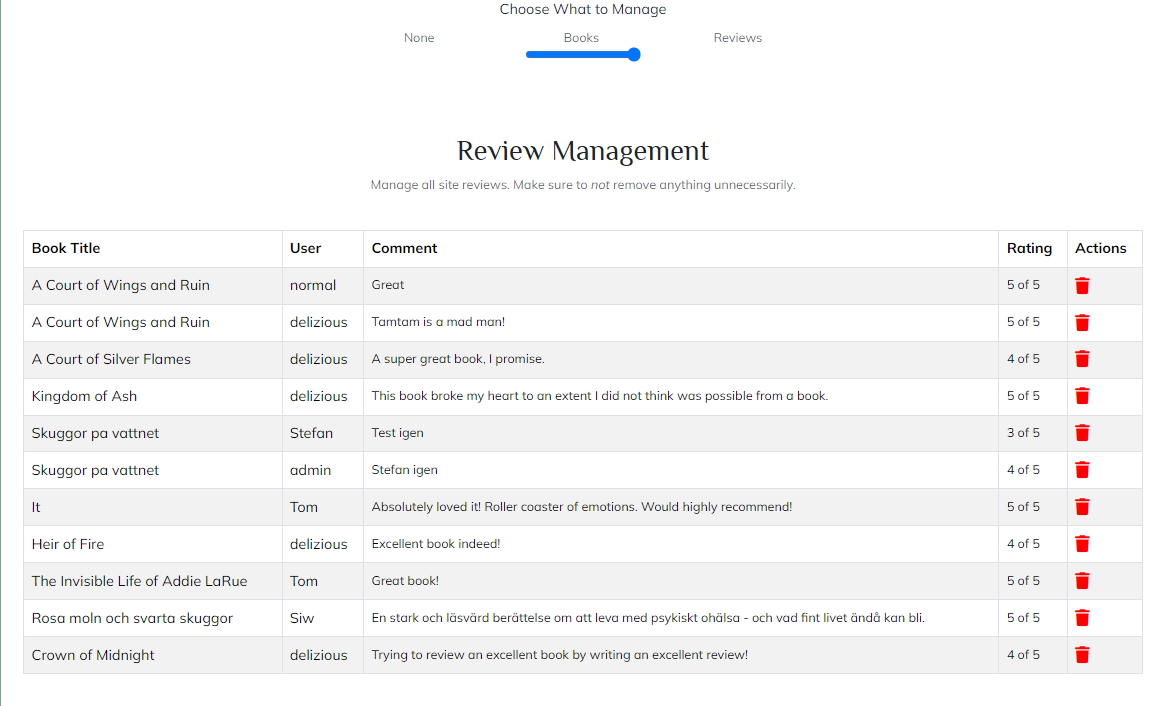 Choose What to Manage
None Books Reviews
Review Management
Manage all site reviews. Make sure to not remove anything unnecessarily.
Book Title User Comment Rating Actions
A Court of Wings and Ruin normal Great 5 of 5
A Court of Wings and Ruin delizious Tamtam is a mad man! 5 of 5
A Court of Silver Flames delizious A super great book, I promise. 4 of 5
Kingdom of Ash delizious This book broke my heart to an extent I did not think was possible from a book. 5 of 5
Skuggor pa vattnet Stefan Test igen 3 of 5
Skuggor pa vattnet admin Stefan igen 4 of 5
It Tom Absolutely loved it! Roller coaster of emotions. Would highly recommend! 5 of 5
Heir of Fire delizious Excellent book indeed! 4 of 5
The Invisible Life of Addie LaRue Tom Great book! 5 of 5
Rosa moln och svarta skuggor Siw En stark och läsvärd berättelse om att leva med psykiskt ohälsa - och vad fint livet ändå kan bli. 5 of 5
Crown of Midnight delizious Trying to review an excellent book by writing an excellent review! 4 of 5